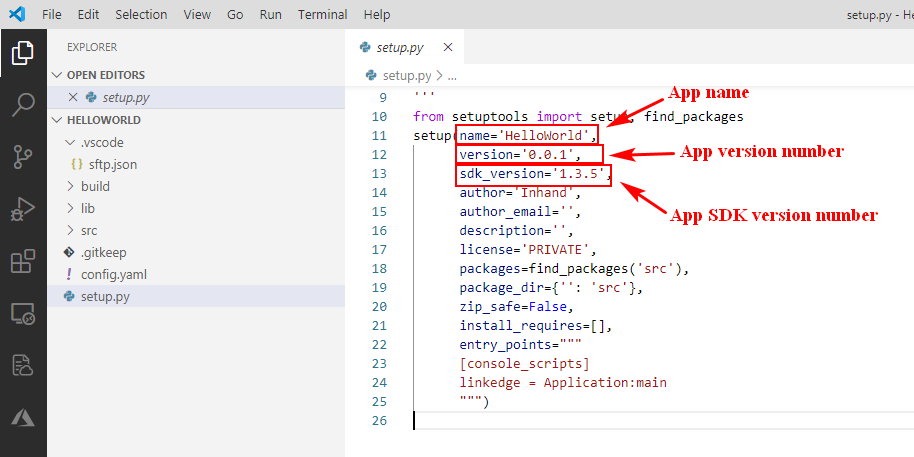 File Edit Selection View Go Run Terminal Help setup.py - He
EXPLORER
OPEN EDITORS
setup.py
HELLOWORLD
.vscode
{} sftp.json
build
lib
src
.gitkeep
! config.yaml
setup.py
setup.py
setup.py > ...
9 '''
10 from setuptools import setup, find_packages
11 setup(name='HelloWorld',
12 version='0.0.1',
13 sdk_version='1.3.5',
14 author='Inhand',
15 author_email='',
16 description='',
17 license='PRIVATE',
18 packages=find_packages('src'),
19 package_dir={'': 'src'},
20 zip_safe=False,
21 install_requires=[],
22 entry_points="""
23 [console_scripts]
24 linkedge = Application:main
25 """)
26
App name
App version number
App SDK version number